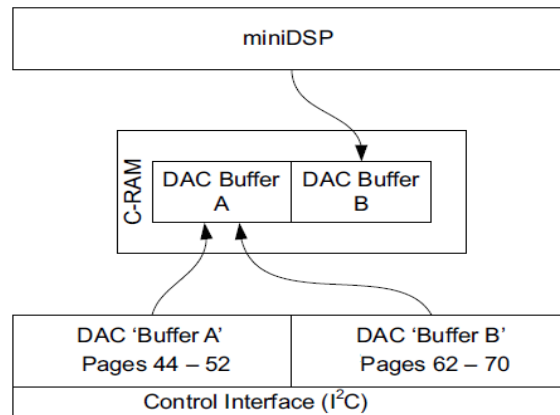 miniDSP
C-RAM
DAC Buffer
A
DAC Buffer
B
DAC ‘Buffer A’
Pages 44 – 52
DAC ‘Buffer B’
Pages 62 – 70
Control Interface (I²C)